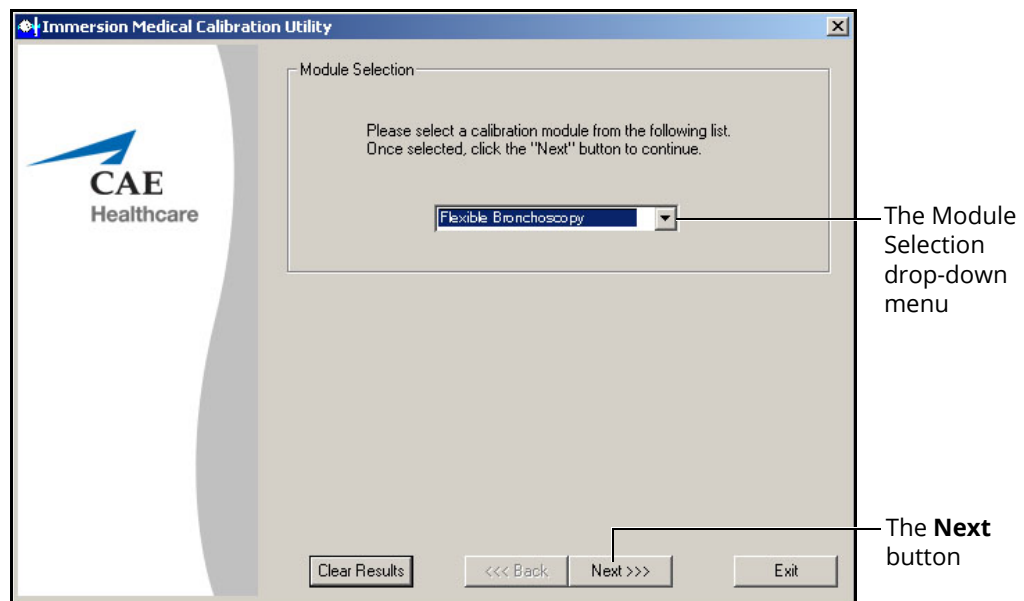 Immersion Medical Calibration Utility
CAE
Healthcare
Module Selection
Please select a calibration module from the following list.
Once selected, click the "Next" button to continue.
Flexible Bronchoscopy
The Module
Selection
drop-down
menu
The Next
button
Clear Results
<<< Back
Next >>>
Exit